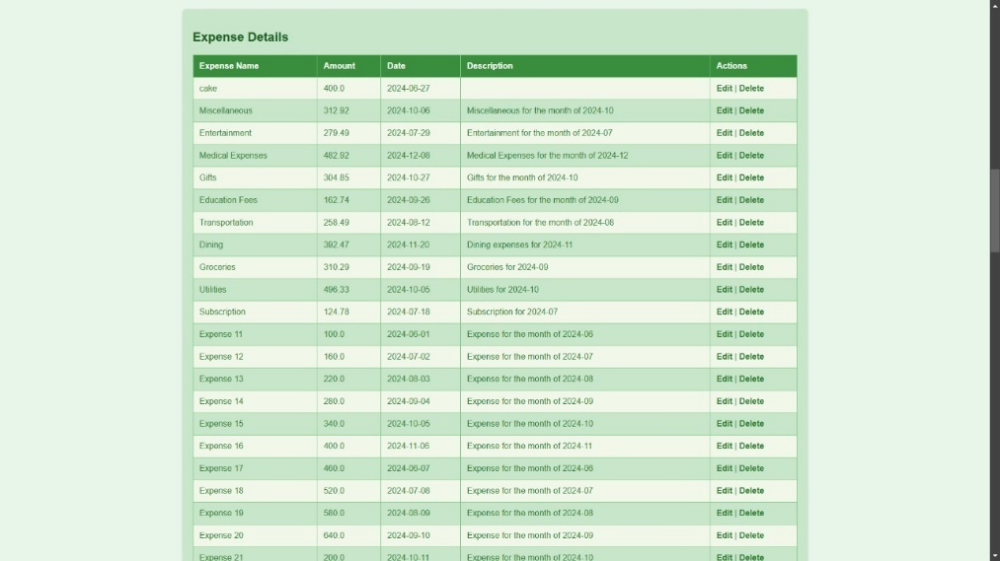 Expense Details
Expense Name Amount Date Description Actions
cake 400.0 2024-06-27 Edit | Delete
Miscellaneous 312.92 2024-10-06 Miscellaneous for the month of 2024-10 Edit | Delete
Entertainment 279.49 2024-07-29 Entertainment for the month of 2024-07 Edit | Delete
Medical Expenses 482.92 2024-12-08 Medical Expenses for the month of 2024-12 Edit | Delete
Gifts 304.85 2024-10-27 Gifts for the month of 2024-10 Edit | Delete
Education Fees 162.74 2024-09-26 Education Fees for the month of 2024-09 Edit | Delete
Transportation 258.49 2024-08-12 Transportation for the month of 2024-08 Edit | Delete
Dining 392.47 2024-11-20 Dining expenses for 2024-11 Edit | Delete
Groceries 310.29 2024-09-19 Groceries for 2024-09 Edit | Delete
Utilities 496.33 2024-10-05 Utilities for 2024-10 Edit | Delete
Subscription 124.78 2024-07-18 Subscription for 2024-07 Edit | Delete
Expense 11 100.0 2024-06-01 Expense for the month of 2024-06 Edit | Delete
Expense 12 160.0 2024-07-02 Expense for the month of 2024-07 Edit | Delete
Expense 13 220.0 2024-08-03 Expense for the month of 2024-08 Edit | Delete
Expense 14 280.0 2024-09-04 Expense for the month of 2024-09 Edit | Delete
Expense 15 340.0 2024-10-05 Expense for the month of 2024-10 Edit | Delete
Expense 16 400.0 2024-11-06 Expense for the month of 2024-11 Edit | Delete
Expense 17 460.0 2024-06-07 Expense for the month of 2024-06 Edit | Delete
Expense 18 520.0 2024-07-08 Expense for the month of 2024-07 Edit | Delete
Expense 19 580.0 2024-08-09 Expense for the month of 2024-08 Edit | Delete
Expense 20 640.0 2024-09-10 Expense for the month of 2024-09 Edit | Delete
Expense 21 200.0 2024-10-11 Expense for the month of 2024-10 Edit | Delete